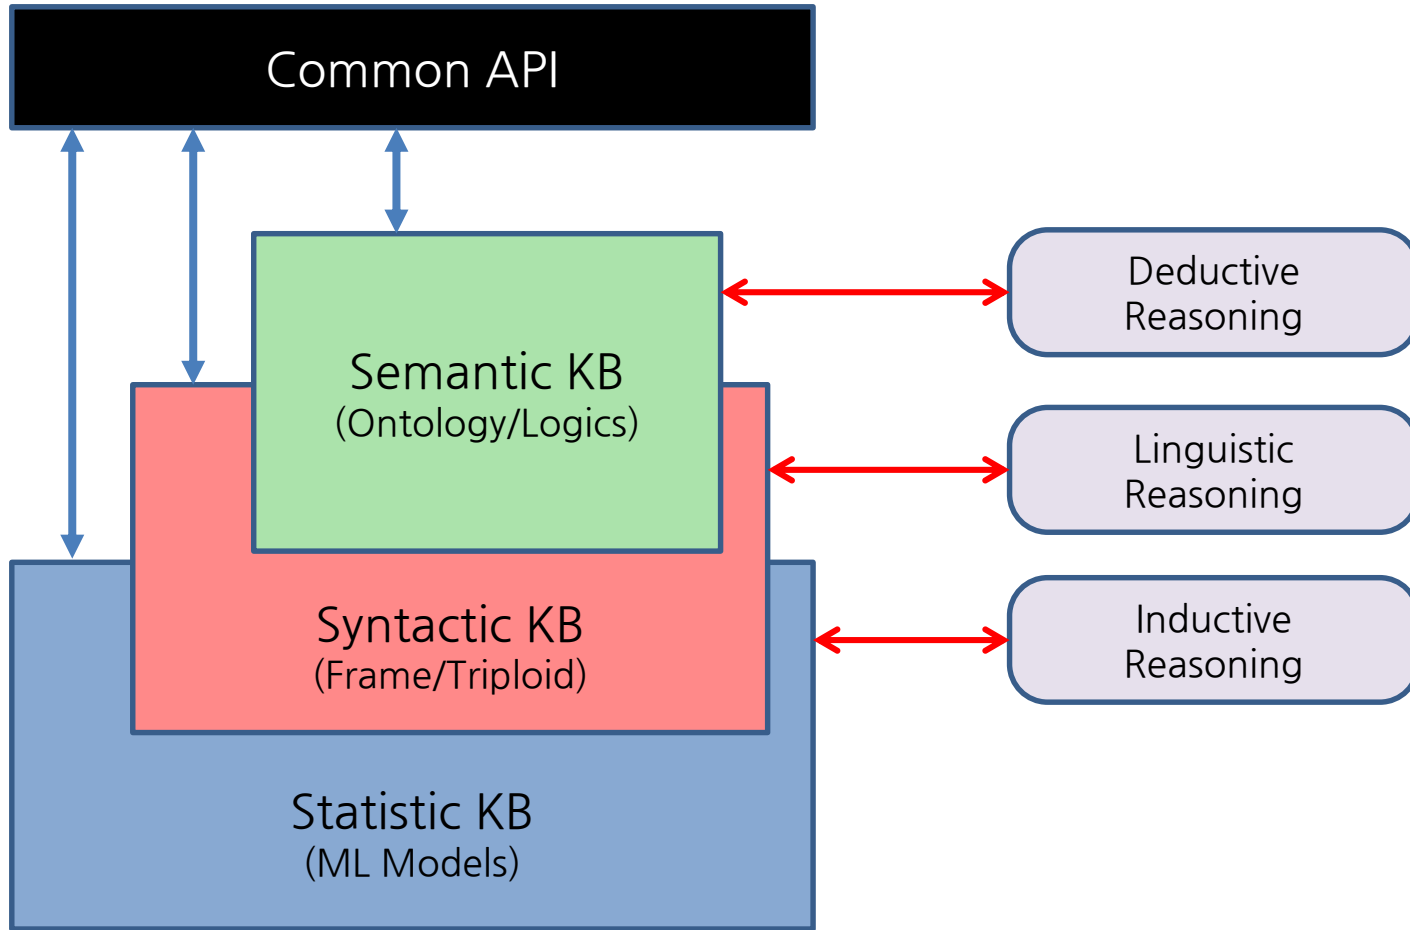 Common API
Semantic KB
(Ontology/Logics)
Syntactic KB
(Frame/Triploid)
Statistic KB
(ML Models)
Deductive
Reasoning
Linguistic
Reasoning
Inductive
Reasoning